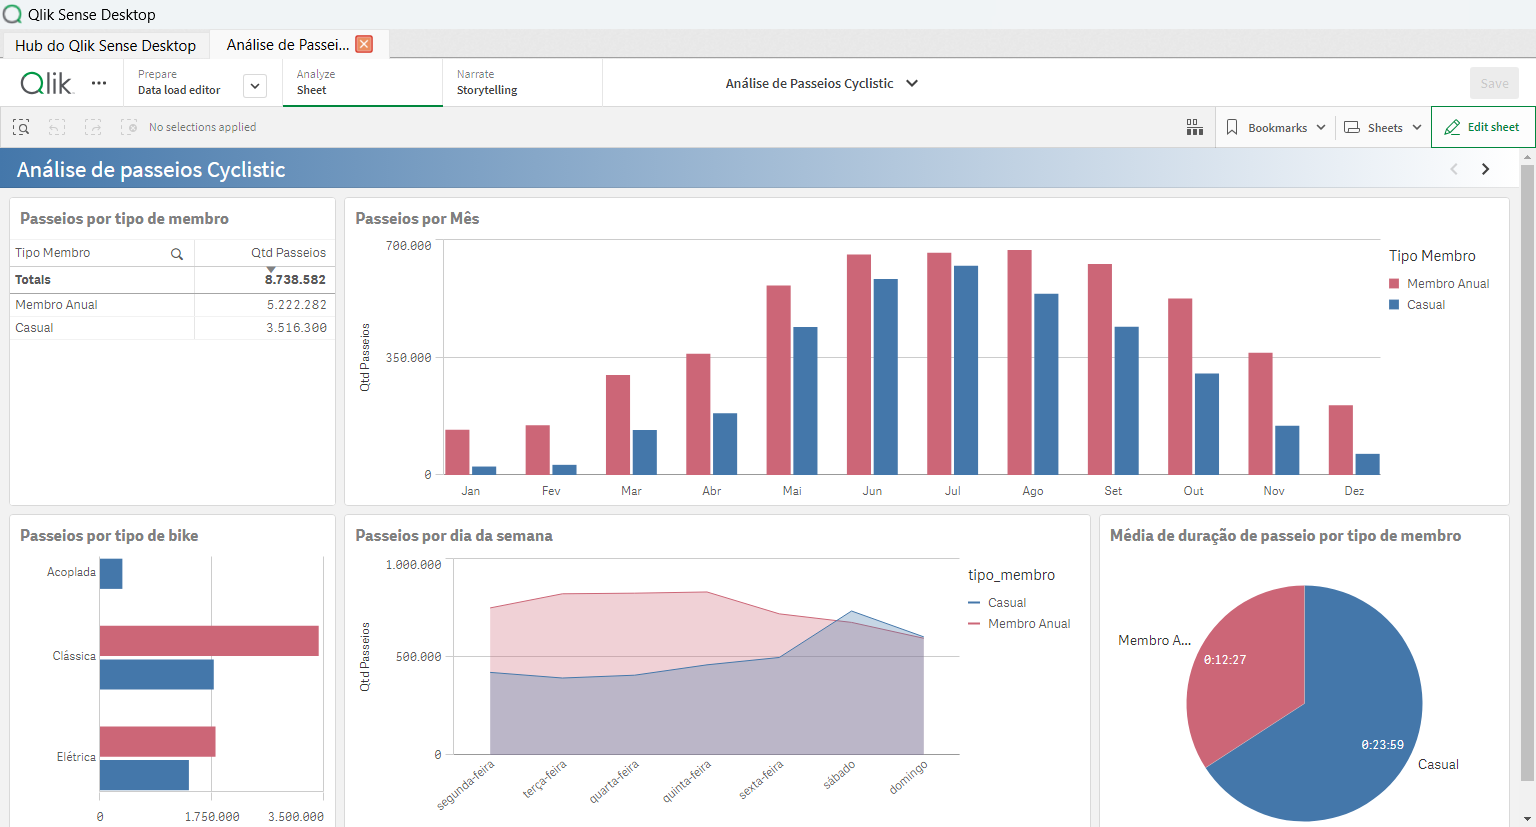 Qlik Sense Desktop
Hub do Qlik Sense Desktop
Análise de Passei...
Qlik
Prepare
Data load editor
Analyze
Sheet
Narrate
Storytelling
Análise de Passeios Cyclistic
Save
No selections applied
Bookmarks
Sheets
Edit sheet
Análise de passeios Cyclistic
Passeios por tipo de membro
Tipo Membro Qtd Passeios
Totais 8.738.582
Membro Anual 5.222.282
Casual 3.516.300
Passeios por Mês
Qtd Passeios
700.000
350.000
0
Jan Fev Mar Abr Mai Jun Jul Ago Set Out Nov Dez
Tipo Membro
Membro Anual
Casual
Passeios por tipo de bike
Acoplada
Clássica
Elétrica
0 1.750.000 3.500.000
Passeios por dia da semana
Qtd Passeios
1.000.000
500.000
0
segunda-feira terça-feira quarta-feira quinta-feira sexta-feira sábado domingo
tipo_membro
Casual
Membro Anual
Média de duração de passeio por tipo de membro
Membro A...
0:12:27
0:23:59
Casual